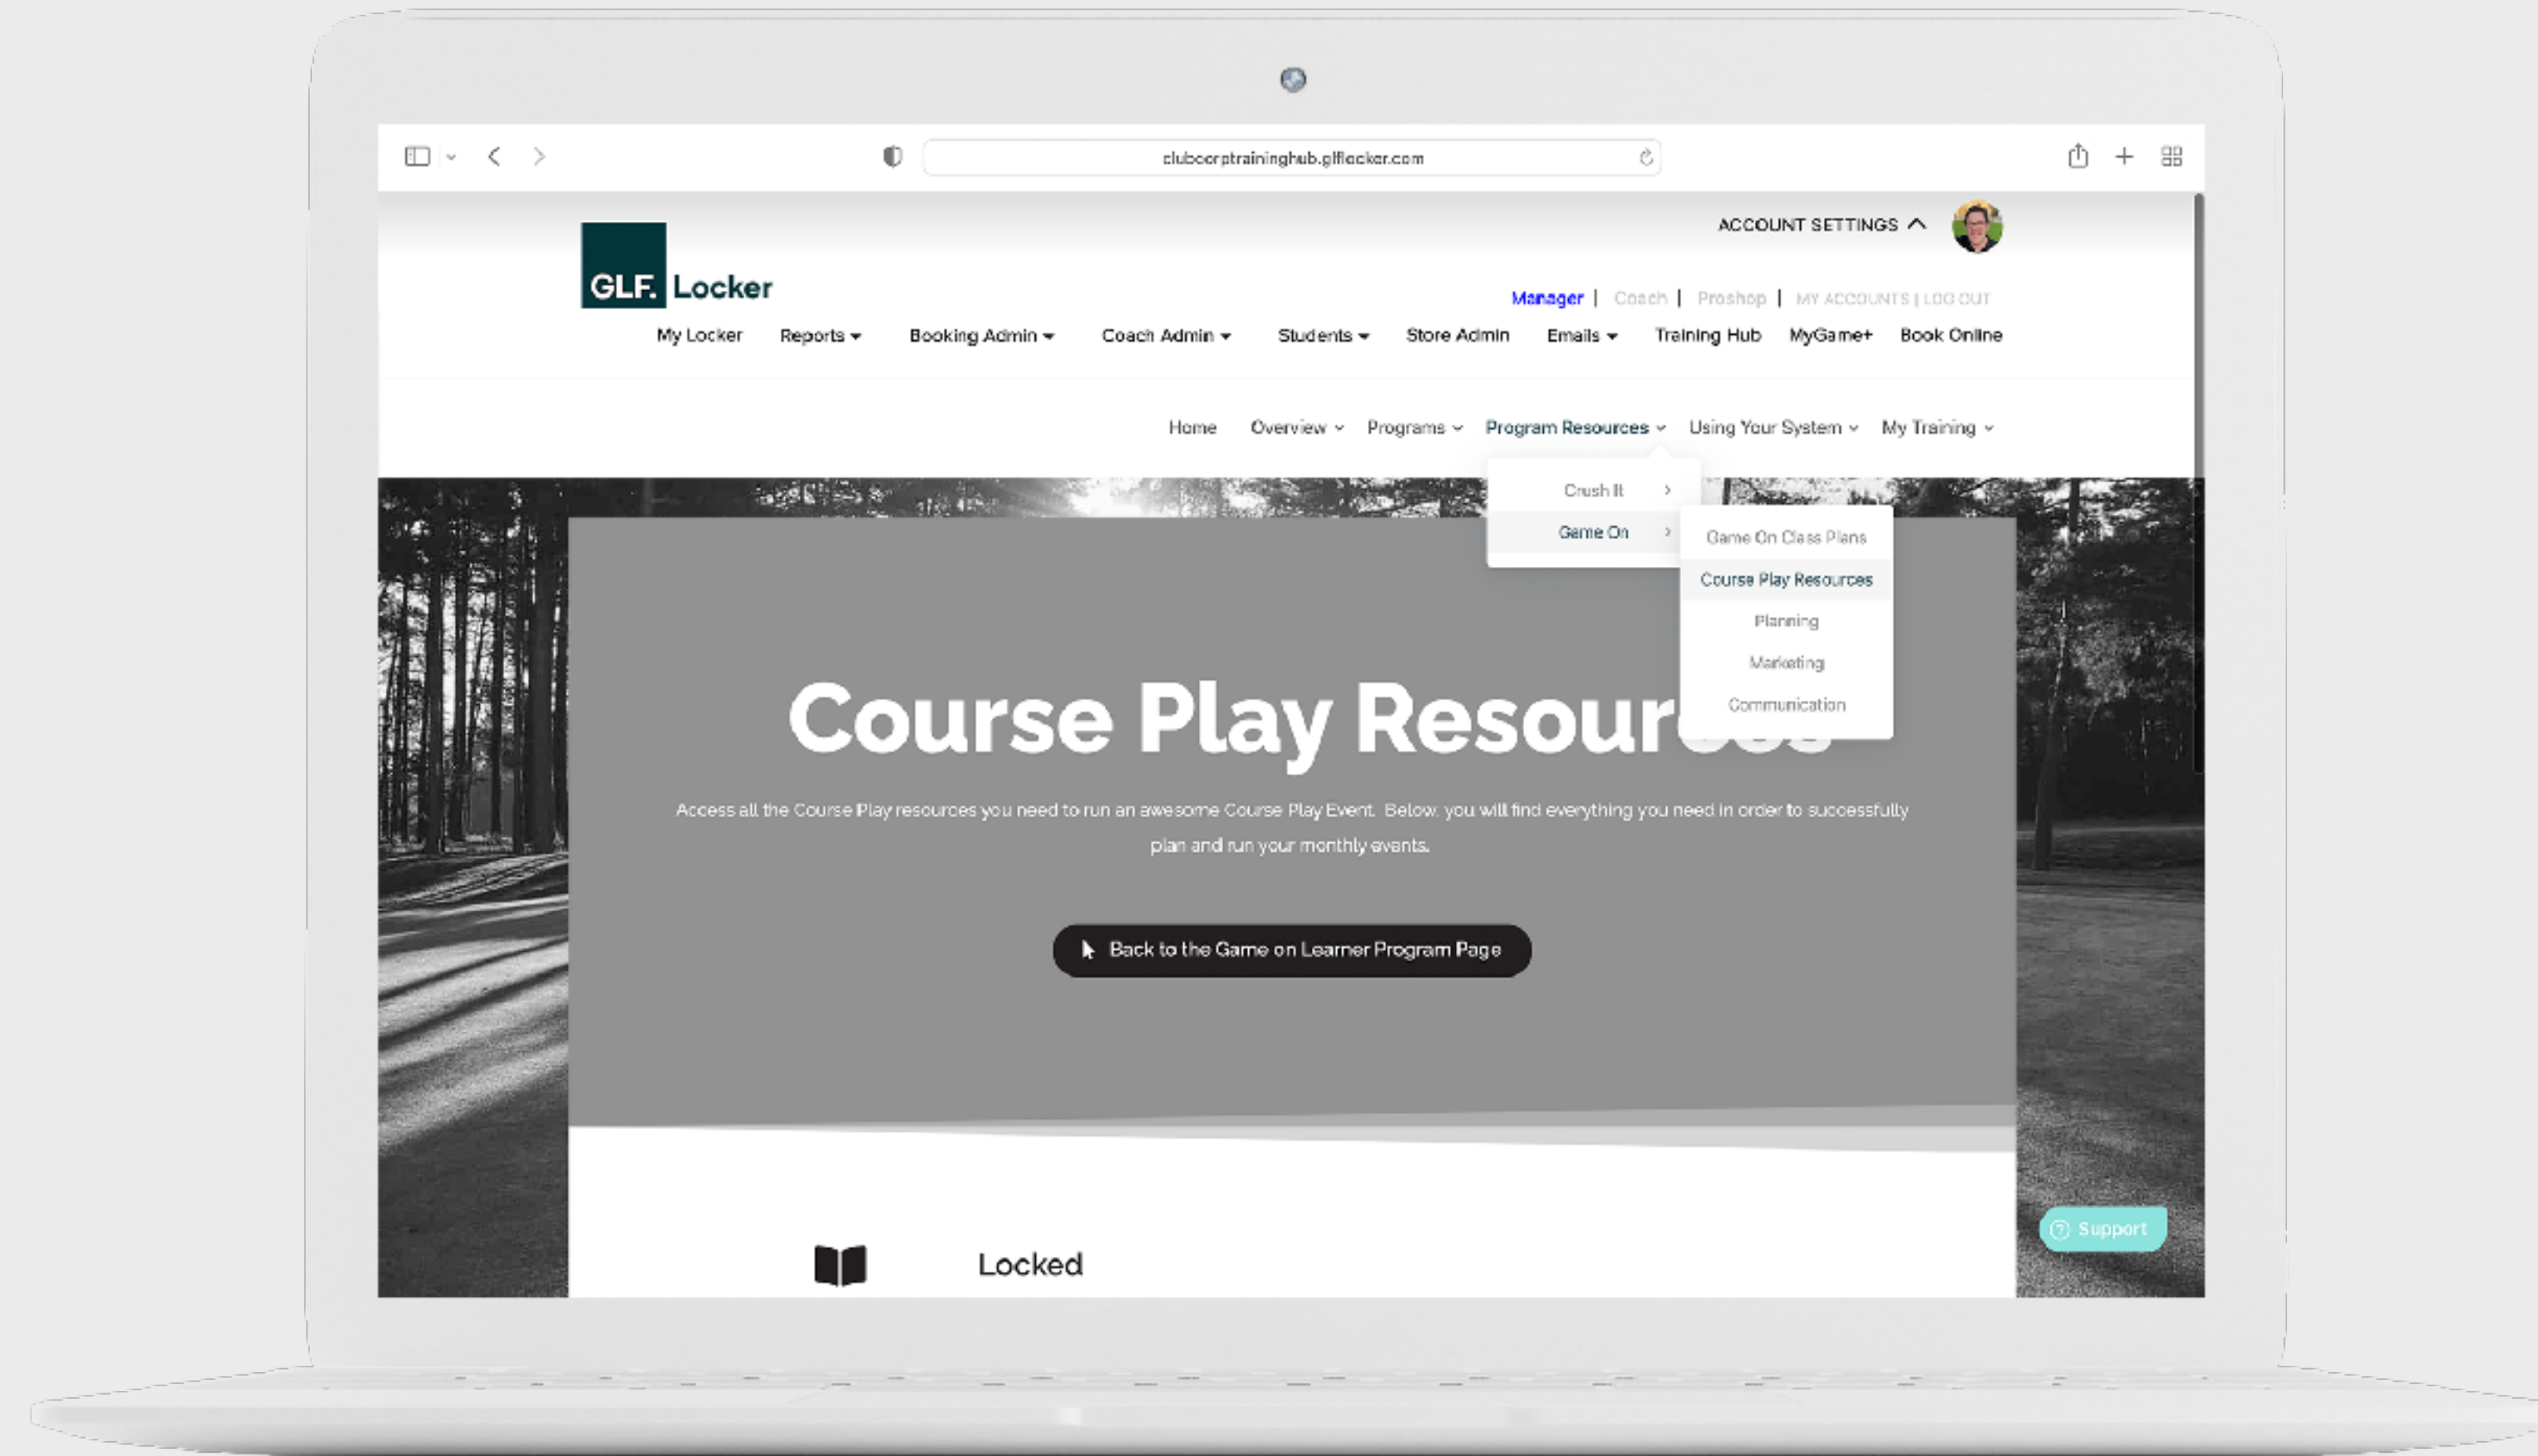 clubcorptraininghub.glflocker.com
ACCOUNT SETTINGS
GLF. Locker
Manager | Coach | Proshop | MY ACCOUNTS | LOG OUT
My Locker Reports Booking Admin Coach Admin Students Store Admin Emails Training Hub MyGame+ Book Online
Home Overview Programs Program Resources Using Your System My Training
Crush It
Game On
Game On Class Plans
Course Play Resources
Planning
Marketing
Communication
Course Play Resources
Access all the Course Play resources you need to run an awesome Course Play Event. Below, you will find everything you need in order to successfully
plan and run your monthly events.
Back to the Game on Learner Program Page
Locked
Support